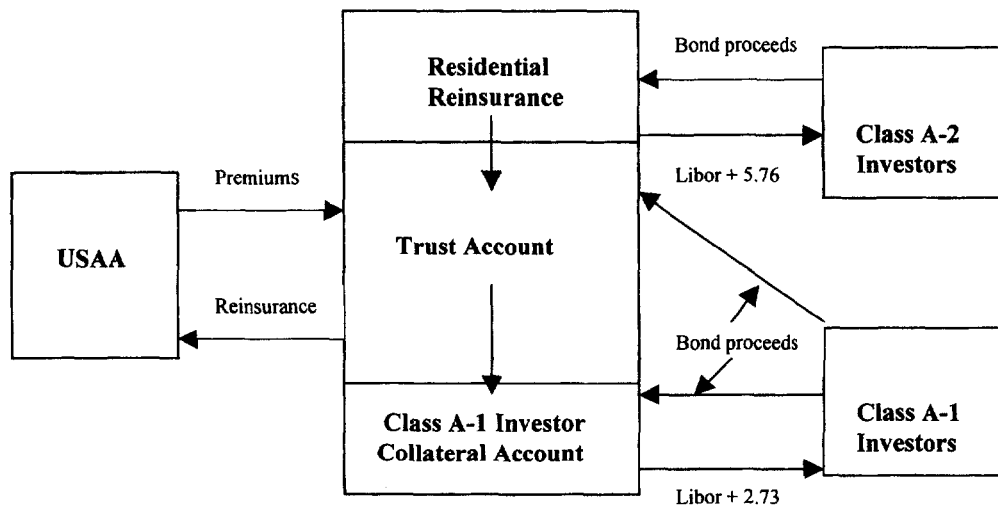 Bond proceeds
Residential
Reinsurance
Class A-2
Investors
Libor + 5.76
Premiums
USAA
Trust Account
Reinsurance
Bond proceeds
Class A-1 Investor
Collateral Account
Class A-1
Investors
Libor + 2.73